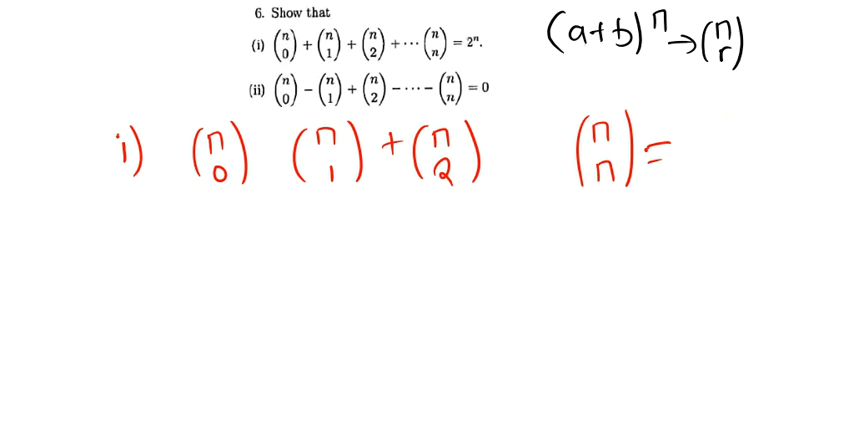 6. Show that
(i) (n 0) + (n 1) + (n 2) + ··· (n n) = 2ⁿ.
(ii) (n 0) − (n 1) + (n 2) − ··· − (n n) = 0
(a+b)ⁿ → (n r)
i) (n 0) (n 1) + (n 2) (n n) =